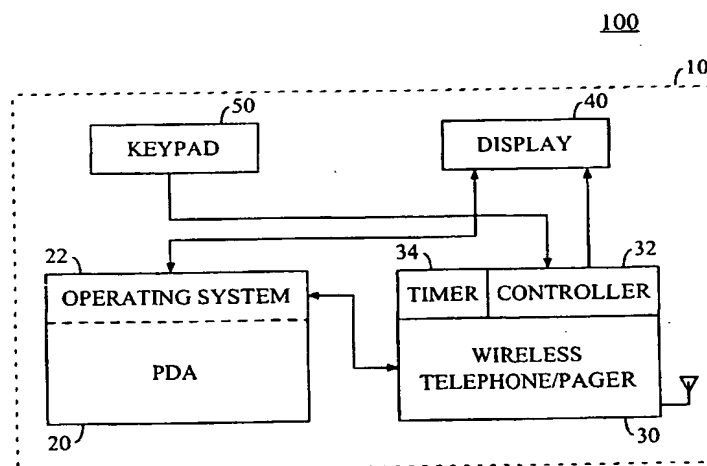 100
10
50
40
KEYPAD
DISPLAY
22
34
32
OPERATING SYSTEM
TIMER
CONTROLLER
PDA
WIRELESS
TELEPHONE/PAGER
20
30